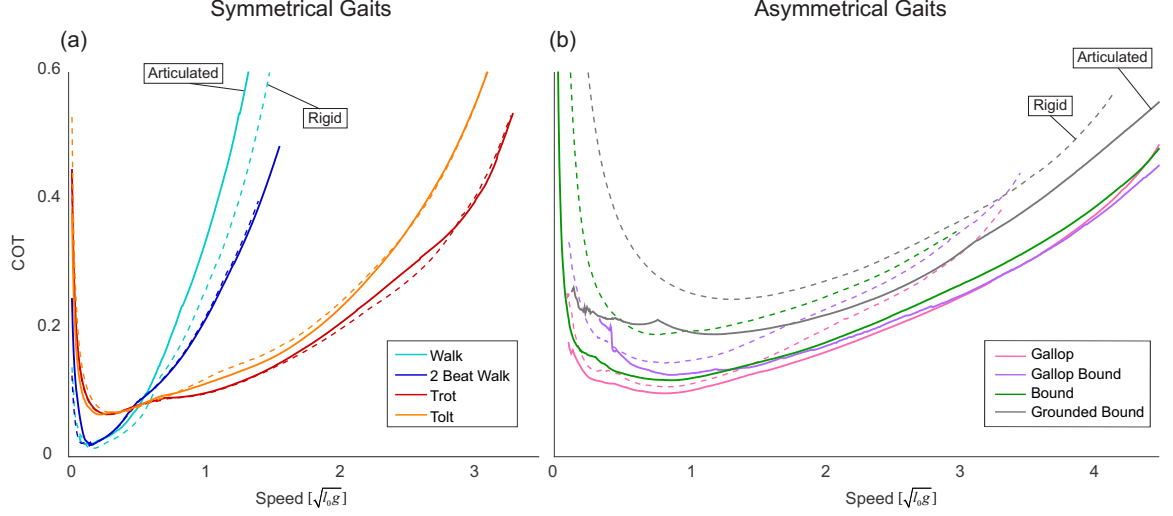 Symmetrical Gaits
Asymmetrical Gaits
(a)
(b)
Articulated
Rigid
Articulated
Rigid
0.6
0.4
0.2
0
COT
Walk
2 Beat Walk
Trot
Tolt
Gallop
Gallop Bound
Bound
Grounded Bound
0 1 2 3
0 1 2 3 4
Speed [√l₀g]
Speed [√l₀g]